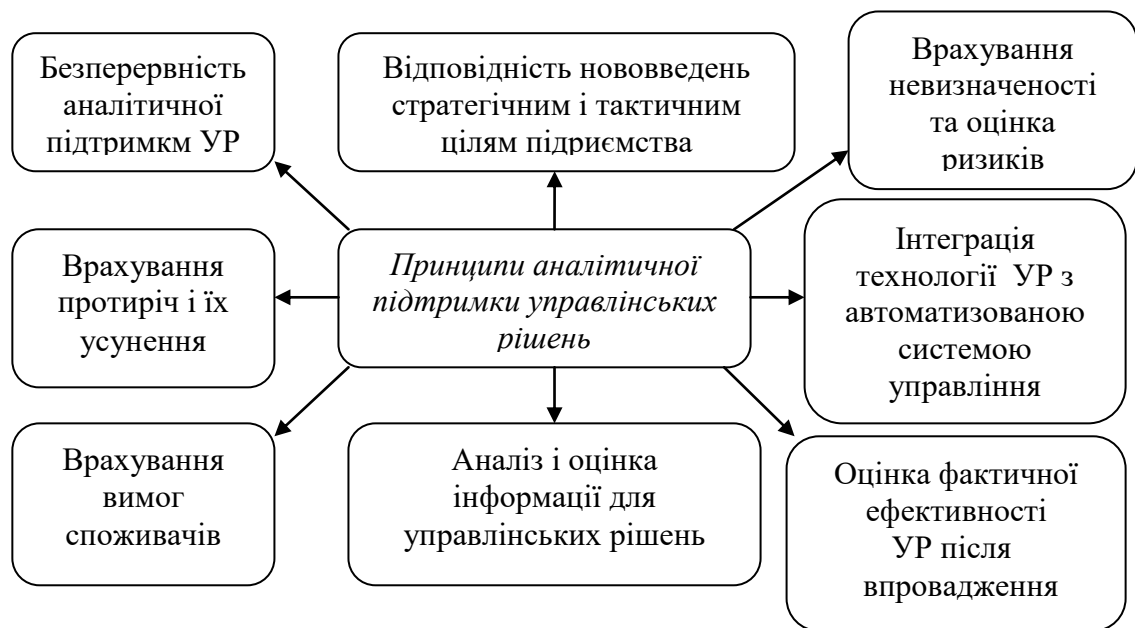 Безперервність
аналітичної
підтримкм УР
Відповідність нововведень
стратегічним і тактичним
цілям підприємства
Врахування
невизначеності
та оцінка
ризиків
Врахування
протиріч і їх
усунення
Принципи аналітичної
підтримки управлінських
рішень
Інтеграція
технології УР з
автоматизованою
системою
управління
Врахування
вимог
споживачів
Аналіз і оцінка
інформації для
управлінських рішень
Оцінка фактичної
ефективності
УР після
впровадження